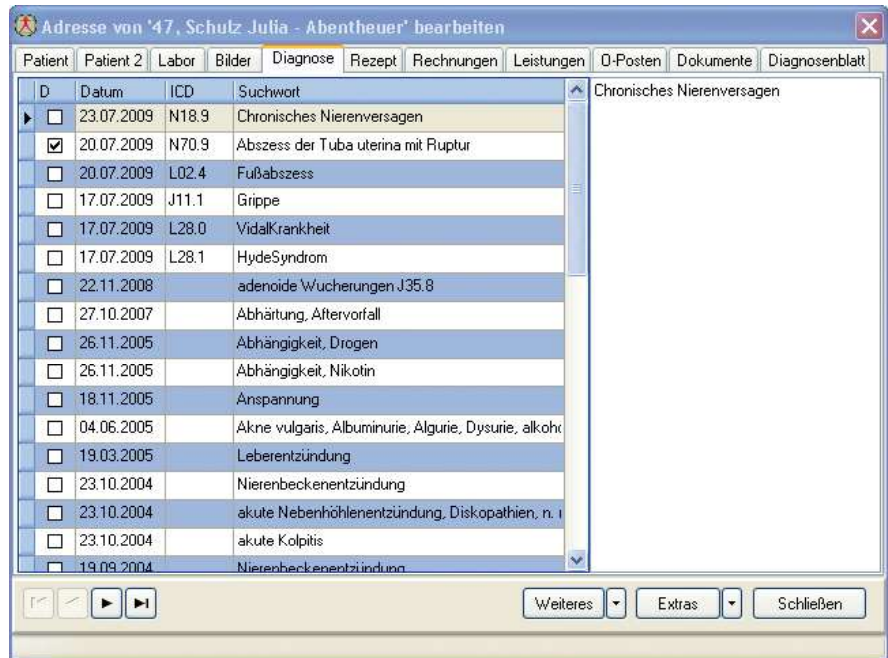 Adresse von '47, Schulz Julia - Abentheuer' bearbeiten
Patient Patient 2 Labor Bilder Diagnose Rezept Rechnungen Leistungen O-Posten Dokumente Diagnosenblatt
D Datum ICD Suchwort
23.07.2009 N18.9 Chronisches Nierenversagen
20.07.2009 N70.9 Abszess der Tuba uterina mit Ruptur
20.07.2009 L02.4 Fußabszess
17.07.2009 J11.1 Grippe
17.07.2009 L28.0 VidalKrankheit
17.07.2009 L28.1 HydeSyndrom
22.11.2008 adenoide Wucherungen J35.8
27.10.2007 Abhärtung, Aftervorfall
26.11.2005 Abhängigkeit, Drogen
26.11.2005 Abhängigkeit, Nikotin
18.11.2005 Anspannung
04.06.2005 Akne vulgaris, Albuminurie, Algurie, Dysurie, alkoh
19.03.2005 Leberentzündung
23.10.2004 Nierenbeckenentzündung
23.10.2004 akute Nebenhöhlenentzündung, Diskopathien, n.
23.10.2004 akute Kolpitis
19.09.2004 Nierenbeckenentzündung
Chronisches Nierenversagen
Weiteres Extras Schließen